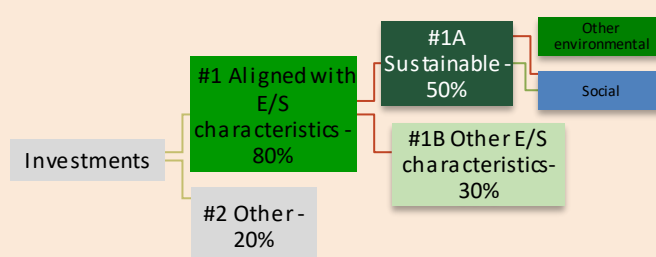 Investments
#1 Aligned with
E/S
characteristics -
80%
#2 Other -
20%
#1A
Sustainable -
50%
#1B Other E/S
characteristics-
30%
Other
environmental
Social